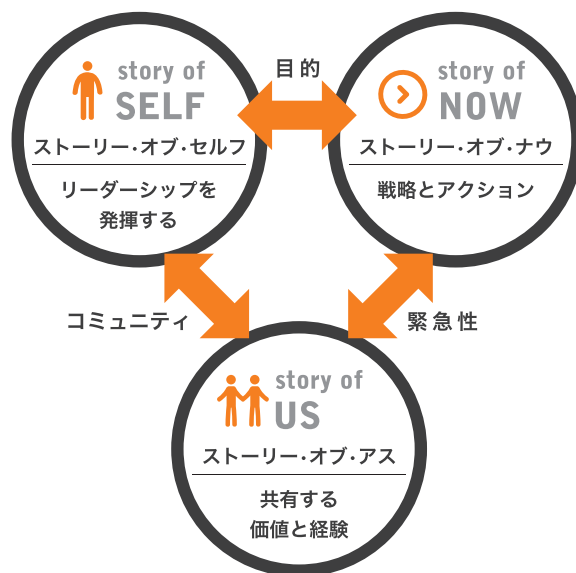 story of
SELF
ストーリー・オブ・セルフ
リーダーシップを
発揮する
目的
story of
NOW
ストーリー・オブ・ナウ
戦略とアクション
コミュニティ
緊急性
story of
US
ストーリー・オブ・アス
共有する
価値と経験